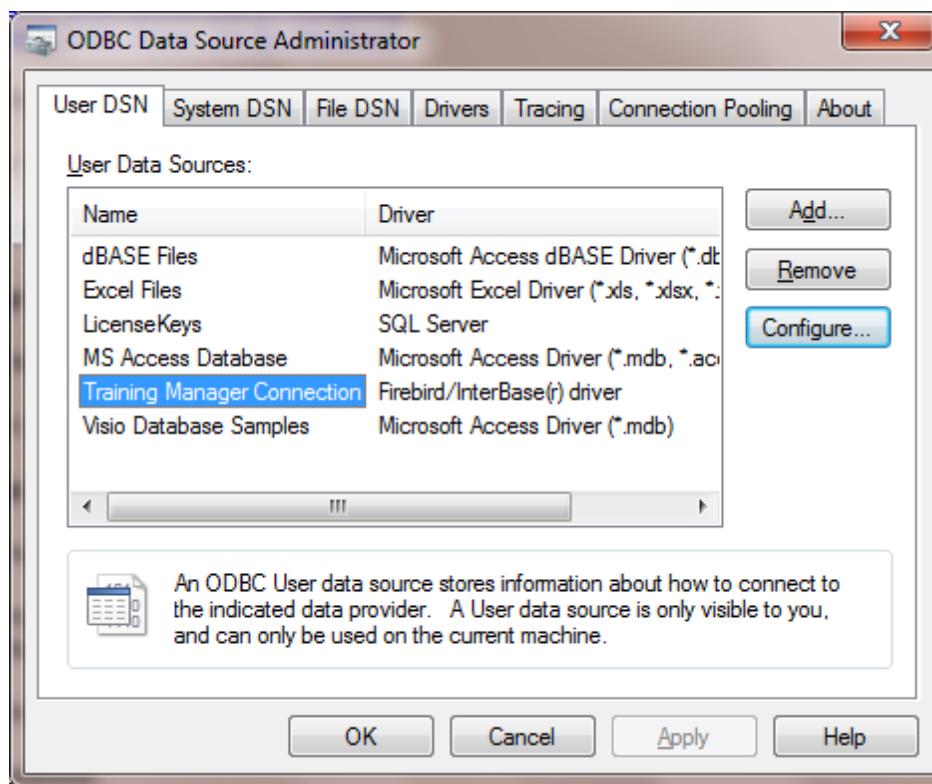 ODBC Data Source Administrator
User DSN System DSN File DSN Drivers Tracing Connection Pooling About
User Data Sources:
Name Driver
Add...
dBASE Files Microsoft Access dBASE Driver (*.db
Remove
Excel Files Microsoft Excel Driver (*.xls, *.xlsx, *.
LicenseKeys SQL Server
Configure...
MS Access Database Microsoft Access Driver (*.mdb, *.acc
Training Manager Connection Firebird/InterBase(r) driver
Visio Database Samples Microsoft Access Driver (*.mdb)
An ODBC User data source stores information about how to connect to
the indicated data provider. A User data source is only visible to you,
and can only be used on the current machine.
OK Cancel Apply Help